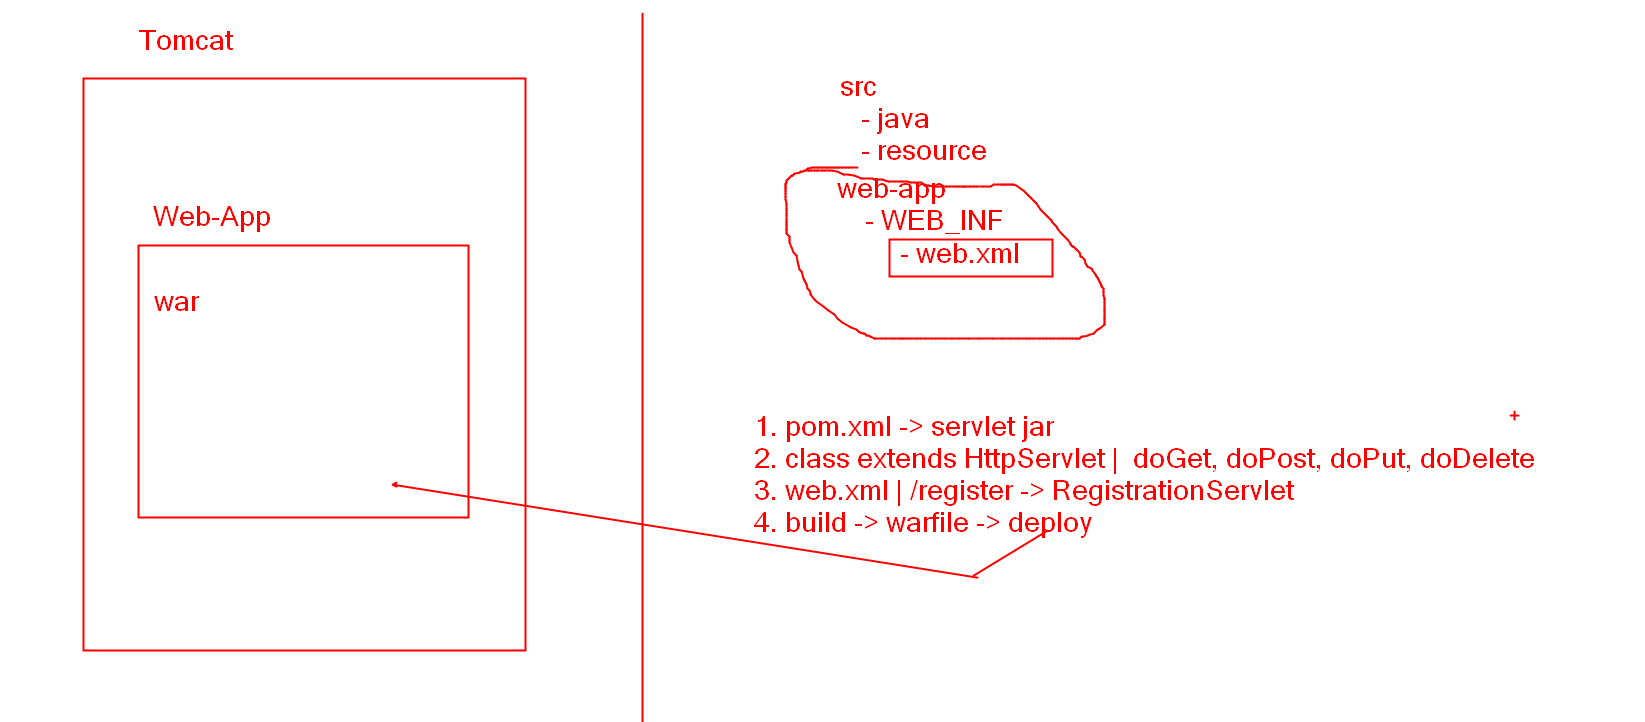 Tomcat
Web-App
war
src
- java
- resource
web-app
- WEB_INF
- web.xml
1. pom.xml -> servlet jar
2. class extends HttpServlet | doGet, doPost, doPut, doDelete
3. web.xml | /register -> RegistrationServlet
4. build -> warfile -> deploy